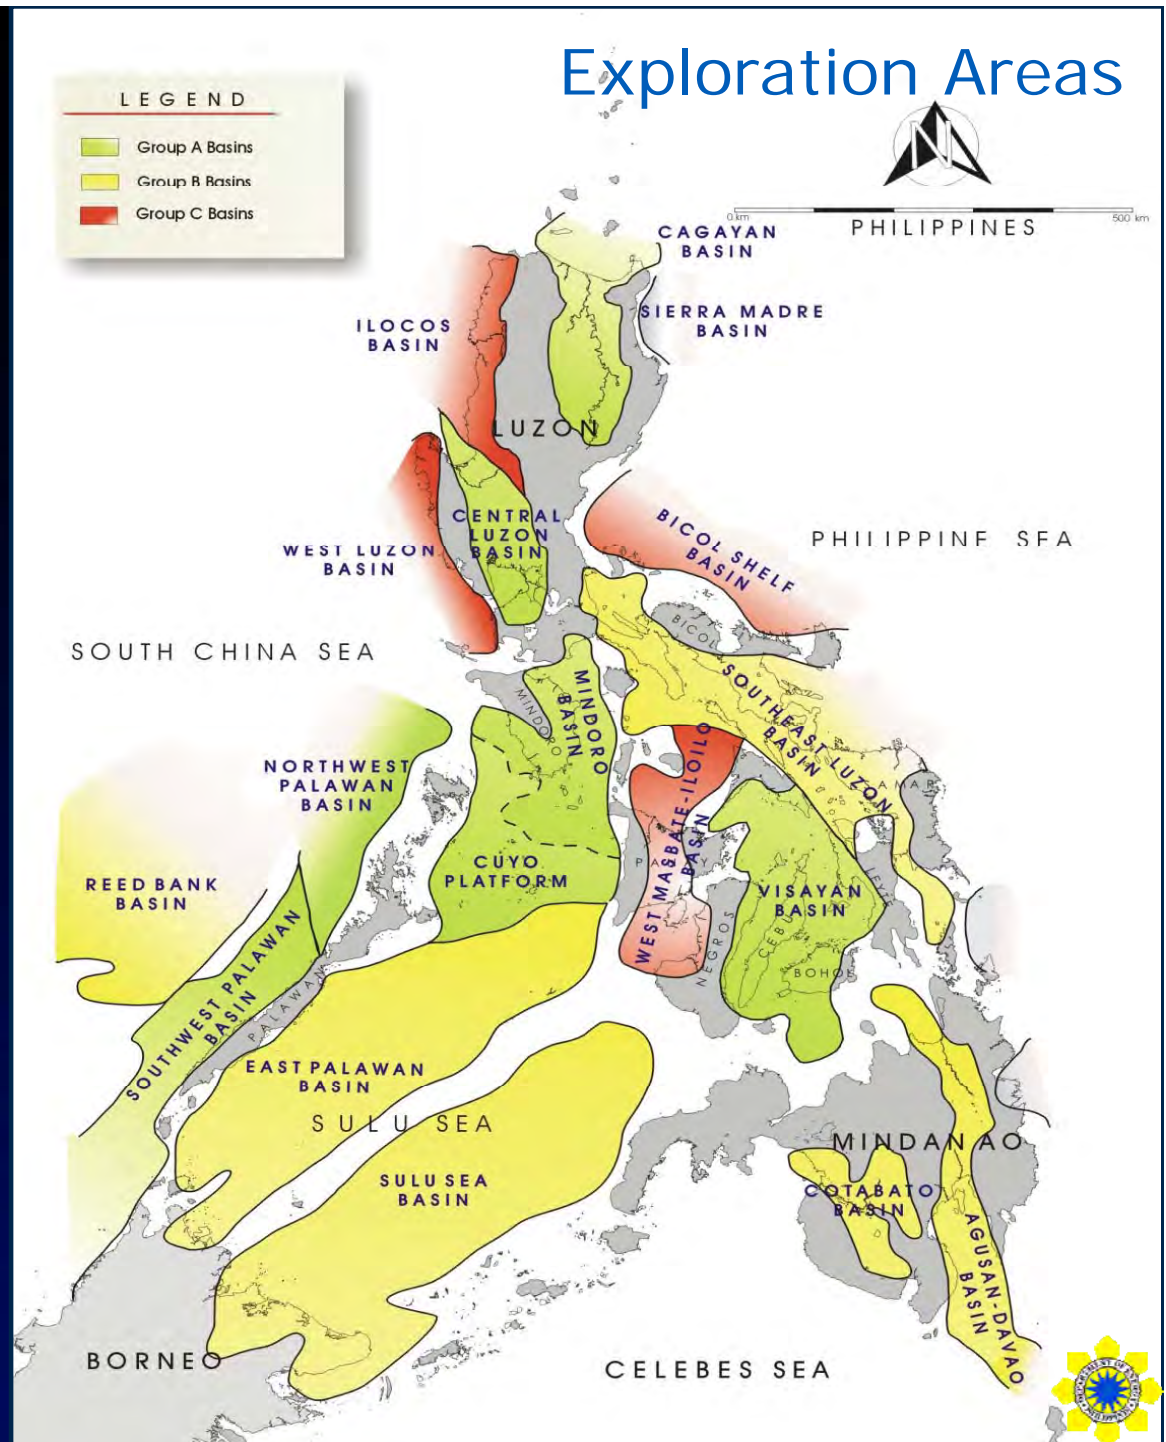 Exploration Areas
LEGEND
Group A Basins
Group B Basins
Group C Basins
N
0 km
500 km
PHILIPPINES
CAGAYAN
BASIN
SIERRA MADRE
BASIN
ILOCOS
BASIN
LUZON
CENTRAL
LUZON
BASIN
WEST LUZON
BASIN
BICOL SHELF
BASIN
PHILIPPINE SEA
BICOL
SOUTH CHINA SEA
MINDORO
MINDORO
BASIN
SOUTHEAST LUZON
BASIN
SAMAR
NORTHWEST
PALAWAN
BASIN
REED BANK
BASIN
CUYO
PLATFORM
PANAY
WEST MASBATE-ILOILO
BASIN
VISAYAN
BASIN
LEYTE
CEBU
NEGROS
BOHOL
SOUTHWEST PALAWAN
BASIN
PALAWAN
EAST PALAWAN
BASIN
SULU SEA
SULU SEA
BASIN
MINDANAO
COTABATO
BASIN
AGUSAN-DAVAO
BASIN
BORNEO
CELEBES SEA
DEPARTMENT OF ENERGY
PHILIPPINES